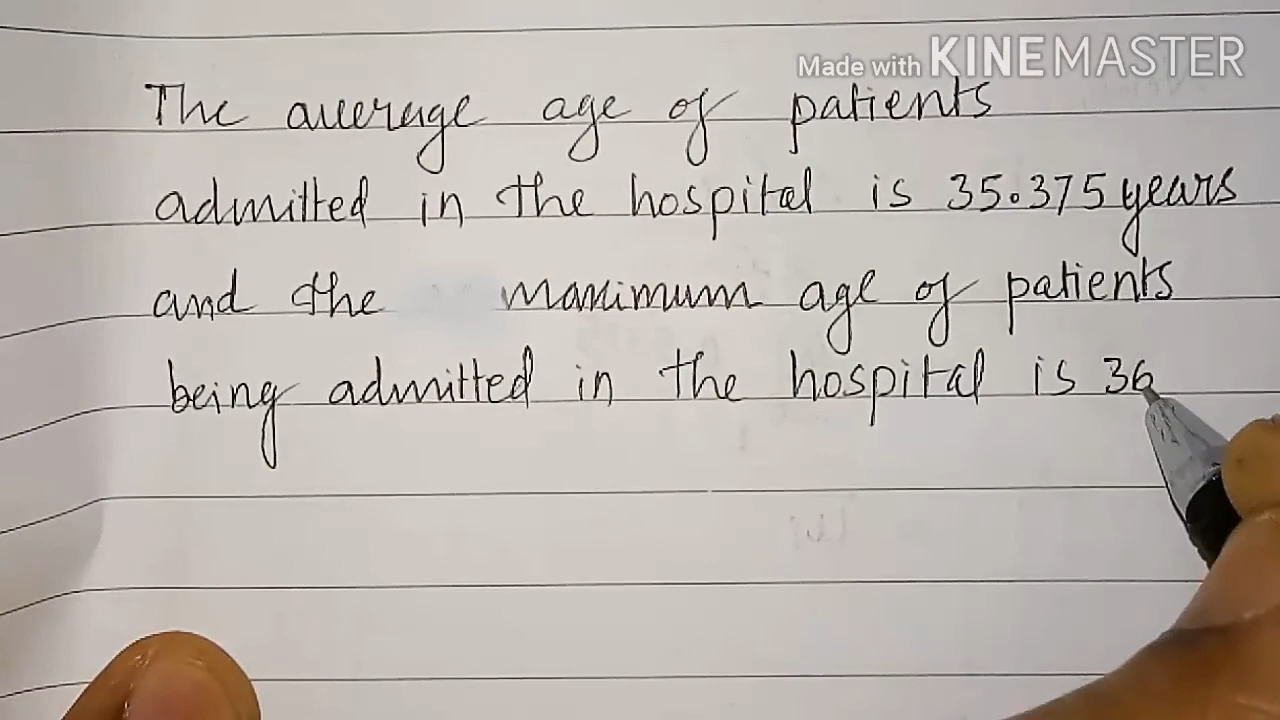 Made with KINEMASTER
The average age of patients
admitted in the hospital is 35.375 years
and the maximum age of patients
being admitted in the hospital is 36